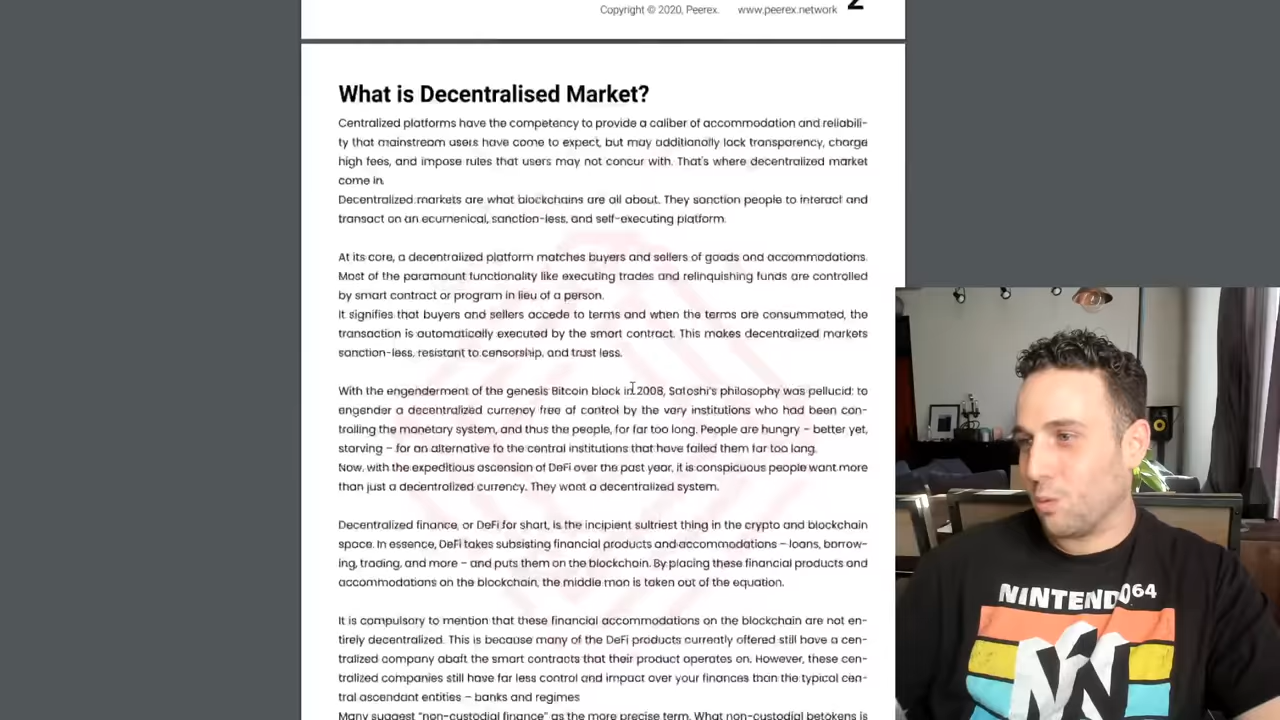 Copyright © 2020, Peerex. www.peerex.network 2
What is Decentralised Market?
Centralized platforms have the competency to provide a caliber of accommodation and reliabili-
ty that mainstream users have come to expect, but may additionally lack transparency, charge
high fees, and impose rules that users may not concur with. That's where decentralized market
come in.
Decentralized markets are what blockchains are all about. They sanction people to interact and
transact on an ecumenical, sanction-less, and self-executing platform.
At its core, a decentralized platform matches buyers and sellers of goods and accommodations.
Most of the paramount functionality like executing trades and relinquishing funds are controlled
by smart contract or program in lieu of a person.
It signifies that buyers and sellers accede to terms and when the terms are consummated, the
transaction is automatically executed by the smart contract. This makes decentralized markets
sanction-less, resistant to censorship, and trust less.
With the engenderment of the genesis Bitcoin block in 2008, Satoshi's philosophy was pellucid: to
engender a decentralized currency free of control by the very institutions who had been con-
trolling the monetary system, and thus the people, for far too long. People are hungry – better yet,
starving – for an alternative to the central institutions that have failed them far too long.
Now, with the expeditious ascension of DeFi over the past year, it is conspicuous people want more
than just a decentralized currency. They want a decentralized system.
Decentralized finance, or DeFi for short, is the incipient sultriest thing in the crypto and blockchain
space. In essence, DeFi takes subsisting financial products and accommodations – loans, borrow-
ing, trading, and more – and puts them on the blockchain. By placing these financial products and
accommodations on the blockchain, the middle man is taken out of the equation.
It is compulsory to mention that these financial accommodations on the blockchain are not en-
tirely decentralized. This is because many of the DeFi products currently offered still have a cen-
tralized company abaft the smart contracts that their product operates on. However, these cen-
tralized companies still have far less control and impact over your finances than the typical cen-
tral ascendant entities – banks and regimes
Many suggest "non-custodial finance" as the more precise term. What non-custodial betokens is
NINTENDO64